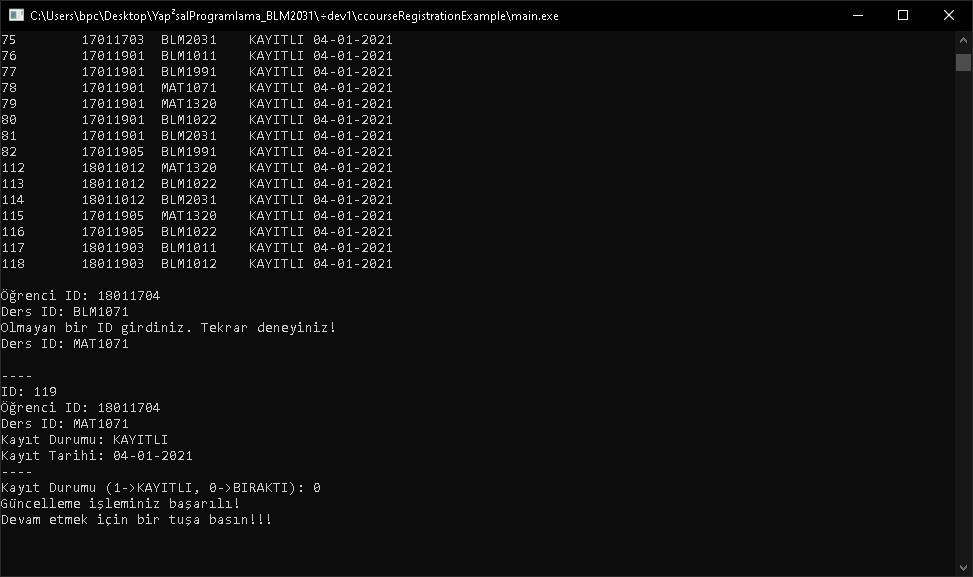 C:\Users\bpc\Desktop\Yap²salProgramlama_BLM2031\÷dev1\ccourseRegistrationExample\main.exe
75 17011703 BLM2031 KAYITLI 04-01-2021
76 17011901 BLM1011 KAYITLI 04-01-2021
77 17011901 BLM1991 KAYITLI 04-01-2021
78 17011901 MAT1071 KAYITLI 04-01-2021
79 17011901 MAT1320 KAYITLI 04-01-2021
80 17011901 BLM1022 KAYITLI 04-01-2021
81 17011901 BLM2031 KAYITLI 04-01-2021
82 17011905 BLM1991 KAYITLI 04-01-2021
112 18011012 MAT1320 KAYITLI 04-01-2021
113 18011012 BLM1022 KAYITLI 04-01-2021
114 18011012 BLM2031 KAYITLI 04-01-2021
115 17011905 MAT1320 KAYITLI 04-01-2021
116 17011905 BLM1022 KAYITLI 04-01-2021
117 18011903 BLM1011 KAYITLI 04-01-2021
118 18011903 BLM1012 KAYITLI 04-01-2021
Öğrenci ID: 18011704
Ders ID: BLM1071
Olmayan bir ID girdiniz. Tekrar deneyiniz!
Ders ID: MAT1071
----
ID: 119
Öğrenci ID: 18011704
Ders ID: MAT1071
Kayıt Durumu: KAYITLI
Kayıt Tarihi: 04-01-2021
----
Kayıt Durumu (1->KAYITLI, 0->BIRAKTI): 0
Güncelleme işleminiz başarılı!
Devam etmek için bir tuşa basın!!!